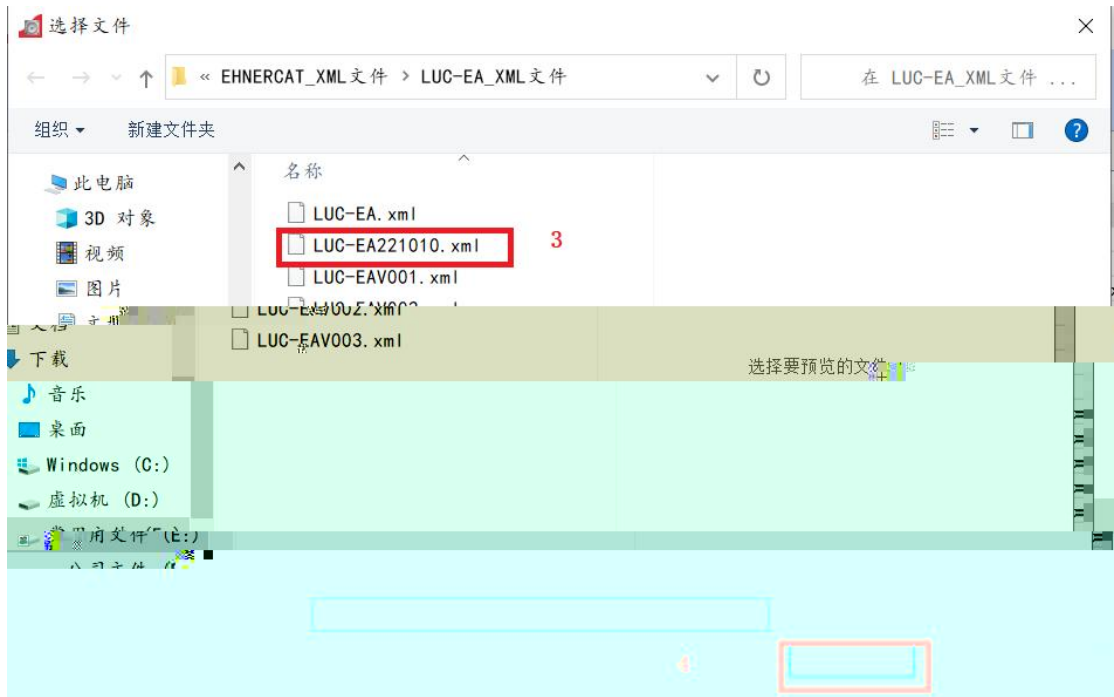 选择文件
« EHNERCAT_XML文件 > LUC-EA_XML文件
在 LUC-EA_XML文件 ...
组织
新建文件夹
名称
此电脑
3D 对象
视频
图片
下载
音乐
桌面
Windows (C:)
虚拟机 (D:)
LUC-EA.xml
LUC-EA221010.xml
3
LUC-EAV001.xml
LUC-EAV003.xml
选择要预览的文件
4